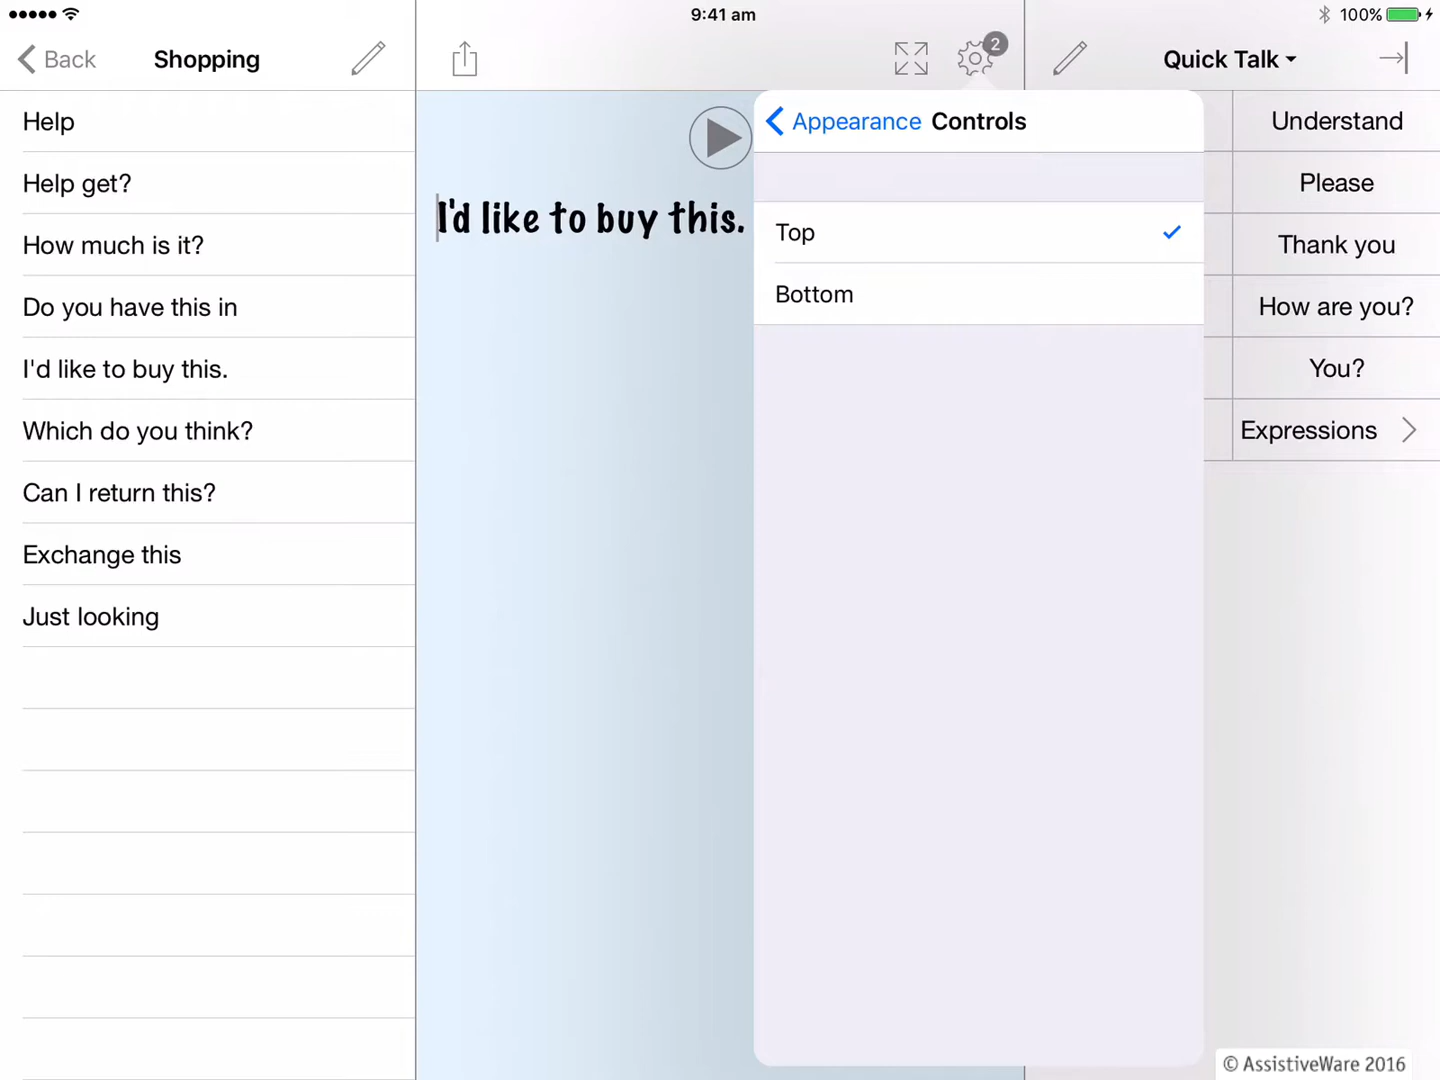 9:41 am
100%
Back
Shopping
2
Quick Talk
Help
Help get?
How much is it?
Do you have this in
I'd like to buy this.
Which do you think?
Can I return this?
Exchange this
Just looking
I'd like to buy this.
Appearance
Controls
Top
Bottom
Understand
Please
Thank you
How are you?
You?
Expressions
© AssistiveWare 2016